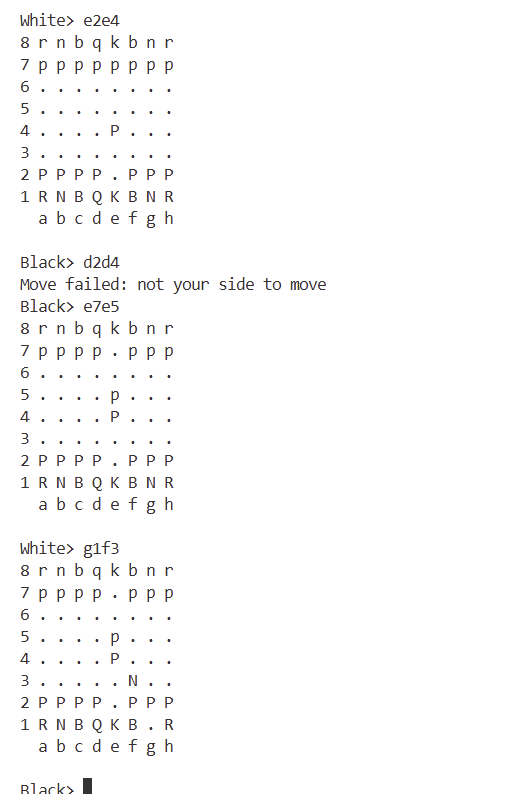 White> e2e4
8 r n b q k b n r
7 p p p p p p p p
6 . . . . . . . .
5 . . . . . . . .
4 . . . . P . . .
3 . . . . . . . .
2 P P P P . P P P
1 R N B Q K B N R
  a b c d e f g h
Black> d2d4
Move failed: not your side to move
Black> e7e5
8 r n b q k b n r
7 p p p p . p p p
6 . . . . . . . .
5 . . . . p . . .
4 . . . . P . . .
3 . . . . . . . .
2 P P P P . P P P
1 R N B Q K B N R
  a b c d e f g h
White> g1f3
8 r n b q k b n r
7 p p p p . p p p
6 . . . . . . . .
5 . . . . p . . .
4 . . . . P . . .
3 . . . . . N . .
2 P P P P . P P P
1 R N B Q K B . R
  a b c d e f g h
Black>